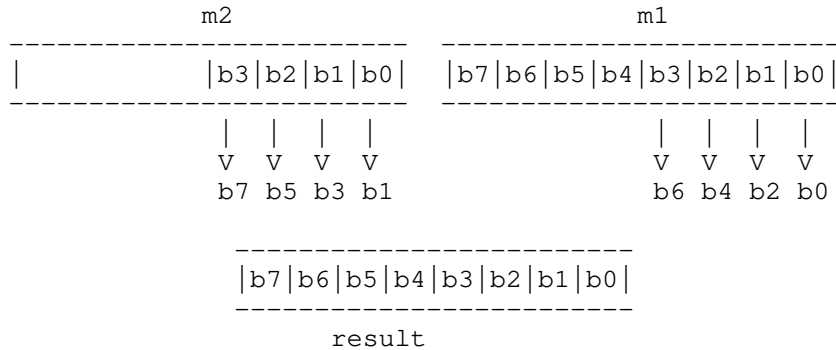 m2 m1
-------------------------- --------------------------
| |b3|b2|b1|b0| |b7|b6|b5|b4|b3|b2|b1|b0|
-------------------------- --------------------------
| | | | | | | |
V V V V V V V V
b7 b5 b3 b1 b6 b4 b2 b0
--------------------------
|b7|b6|b5|b4|b3|b2|b1|b0|
--------------------------
result